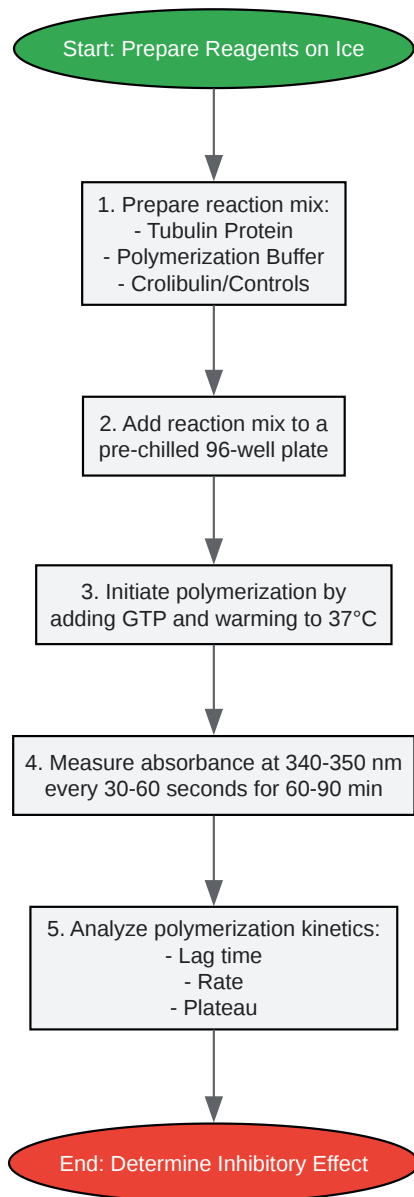 Start: Prepare Reagents on Ice
1. Prepare reaction mix:
- Tubulin Protein
- Polymerization Buffer
- Crolibulin/Controls
2. Add reaction mix to a
pre-chilled 96-well plate
3. Initiate polymerization by
adding GTP and warming to 37°C
4. Measure absorbance at 340-350 nm
every 30-60 seconds for 60-90 min
5. Analyze polymerization kinetics:
- Lag time
- Rate
- Plateau
End: Determine Inhibitory Effect